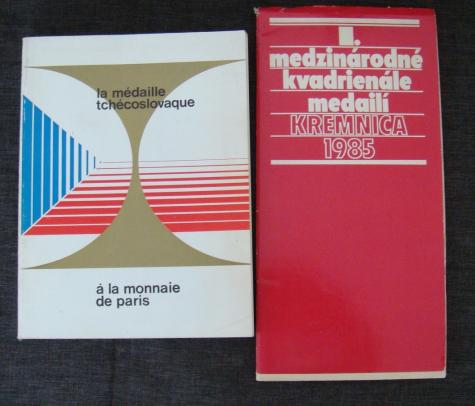 la médaille
tchécoslovaque
á la monnaie
de paris
I.
medzinárodné
kvadrienále
medailí
KREMNICA
1985